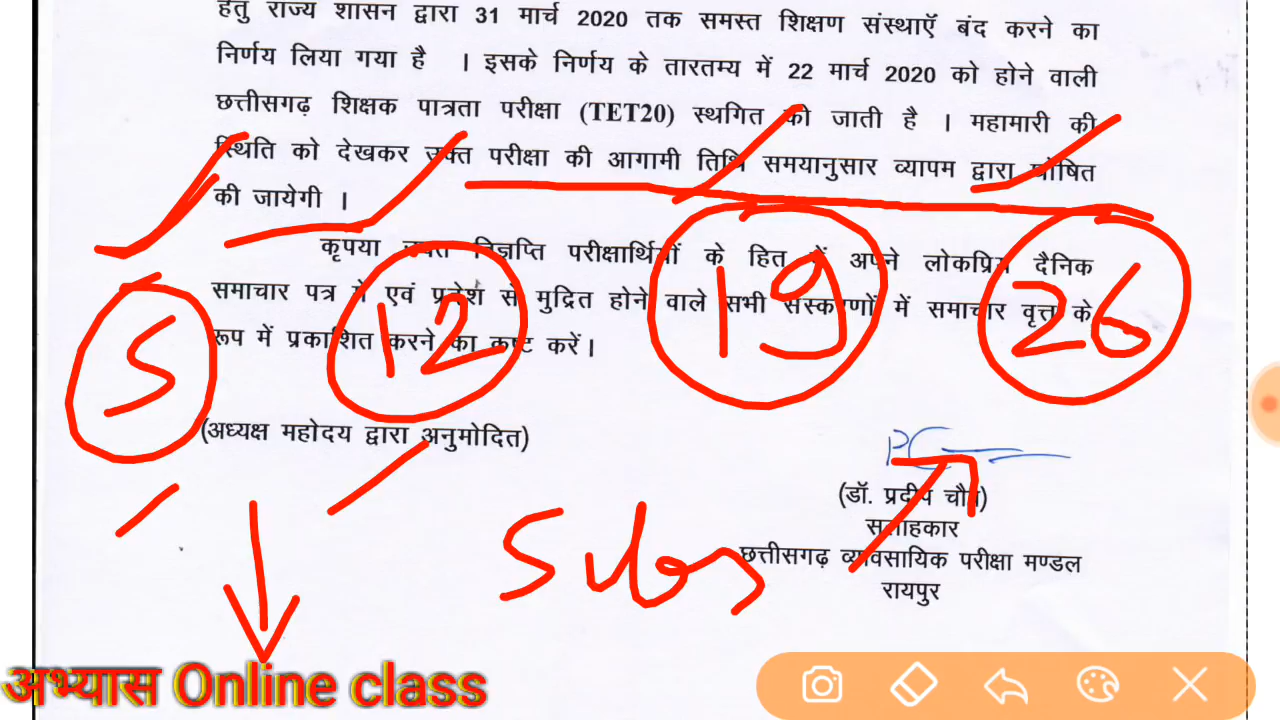 हेतु राज्य शासन द्वारा 31 मार्च 2020 तक समस्त शिक्षण संस्थाऍं बंद करने का
निर्णय लिया गया है । इसके निर्णय के तारतम्य में 22 मार्च 2020 को होने वाली
छत्तीसगढ़ शिक्षक पात्रता परीक्षा (TET20) स्थगित की जाती है । महामारी की
स्थिति को देखकर उक्त परीक्षा की आगामी तिथि समयानुसार व्यापम द्वारा घोषित
की जायेगी ।
कृपया उक्त विज्ञप्ति परीक्षार्थियों के हित में अपने लोकप्रिय दैनिक
समाचार पत्र में एवं प्रदेश से मुद्रित होने वाले सभी संस्करणों में समाचार वृत्त के
रूप में प्रकाशित करने का कष्ट करें।
5 12 19 26
(अध्यक्ष महोदय द्वारा अनुमोदित)
(डॉ. प्रदीप चौबे)
सलाहकार
छत्तीसगढ़ व्यावसायिक परीक्षा मण्डल
रायपुर
Subs
अभ्यास Online class